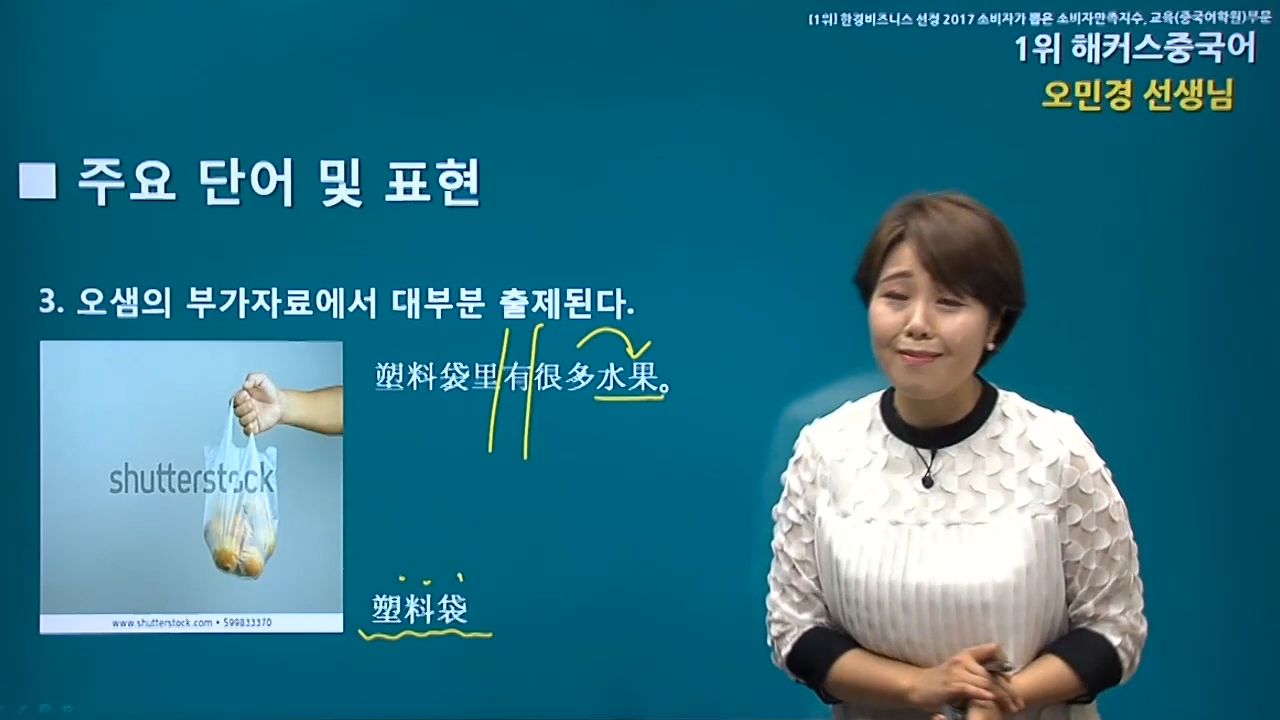 [1위] 한경비즈니스 선정 2017 소비자가 뽑은 소비자만족지수, 교육(중국어학원)부문
1위 해커스중국어
오민경 선생님
■ 주요 단어 및 표현
3. 오샘의 부가자료에서 대부분 출제된다.
塑料袋里有很多水果。
shutterstock
www.shutterstock.com • 599833370
塑料袋